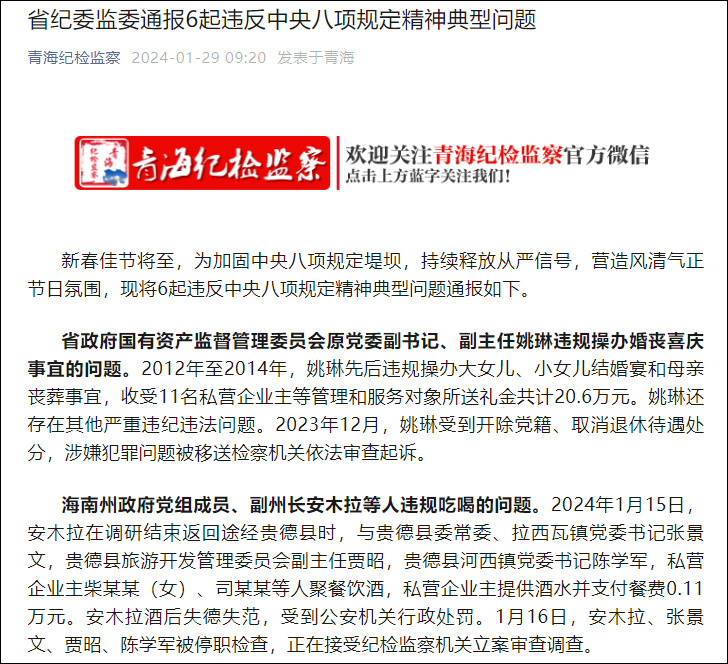 省纪委监委通报6起违反中央八项规定精神典型问题
青海纪检监察 2024-01-29 09:20 发表于青海
青海
纪检监察
青海纪检监察
欢迎关注青海纪检监察官方微信
点击上方蓝字关注我们!
新春佳节将至，为加固中央八项规定堤坝，持续释放从严信号，营造风清气正
节日氛围，现将6起违反中央八项规定精神典型问题通报如下。
省政府国有资产监督管理委员会原党委副书记、副主任姚琳违规操办婚丧喜庆
事宜的问题。2012年至2014年，姚琳先后违规操办大女儿、小女儿结婚宴和母亲
丧葬事宜，收受11名私营企业主等管理和服务对象所送礼金共计20.6万元。姚琳还
存在其他严重违纪违法问题。2023年12月，姚琳受到开除党籍、取消退休待遇处
分，涉嫌犯罪问题被移送检察机关依法审查起诉。
海南州政府党组成员、副州长安木拉等人违规吃喝的问题。2024年1月15日，
安木拉在调研结束返回途经贵德县时，与贵德县委常委、拉西瓦镇党委书记张景
文，贵德县旅游开发管理委员会副主任贾昭，贵德县河西镇党委书记陈学军，私营
企业主柴某某（女）、司某某等人聚餐饮酒，私营企业主提供酒水并支付餐费0.11
万元。安木拉酒后失德失范，受到公安机关行政处罚。1月16日，安木拉、张景
文、贾昭、陈学军被停职检查，正在接受纪检监察机关立案审查调查。